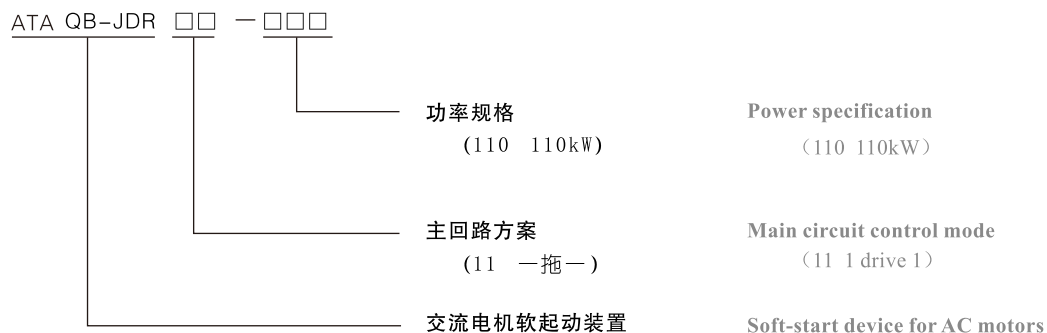 ATA QB-JDR □□ － □□□
功率规格 Power specification
(110 110kW) （110 110kW）
主回路方案 Main circuit control mode
(11 一拖一) （11 1 drive 1）
交流电机软起动装置 Soft-start device for AC motors